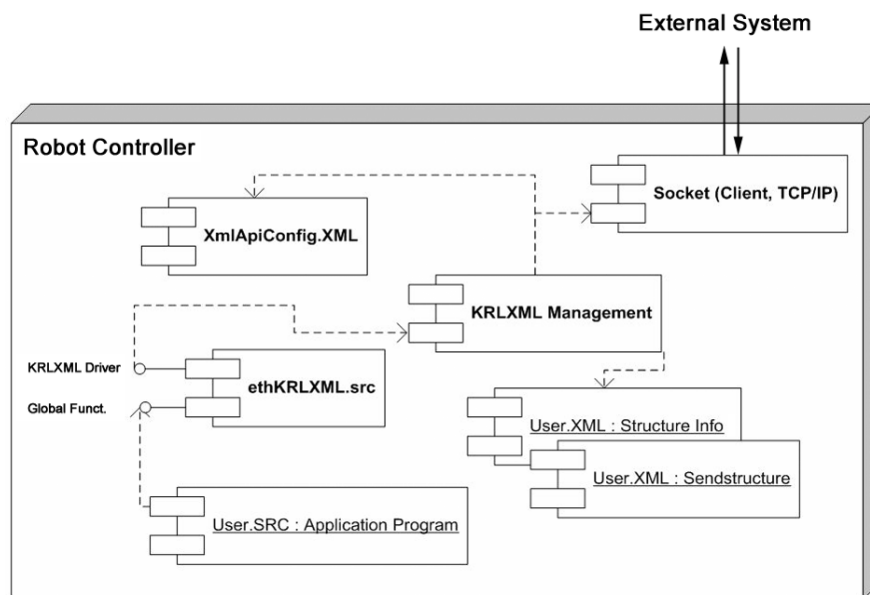 External System
Robot Controller
Socket (Client, TCP/IP)
XmlApiConfig.XML
KRLXML Management
KRLXML Driver
ethKRLXML.src
Global Funct.
User.XML : Structure Info
User.XML : Sendstructure
User.SRC : Application Program